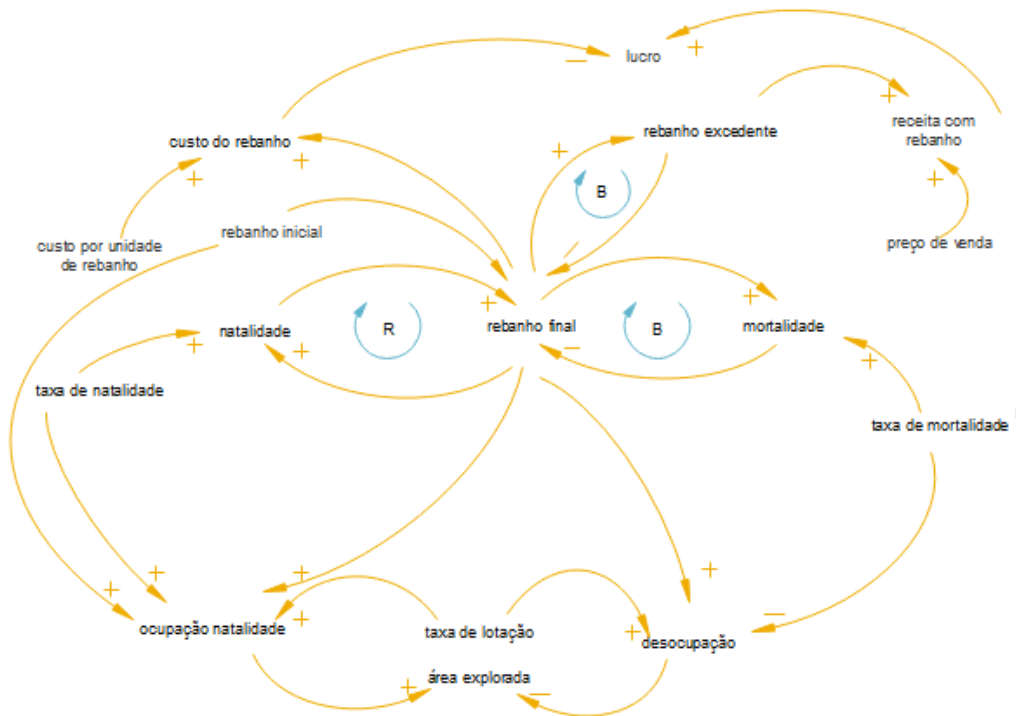 lucro
+
—
+
receita com
rebanho
rebanho excedente
custo do rebanho
+
+
+
B
+
rebanho inicial
custo por unidade
de rebanho
preço de venda
—
+
+
natalidade
R
rebanho final
B
mortalidade
+
+
—
+
taxa de natalidade
taxa de mortalidade
+
+
+
+
ocupação natalidade
+
taxa de lotação
+
desocupação
—
área explorada
+
—